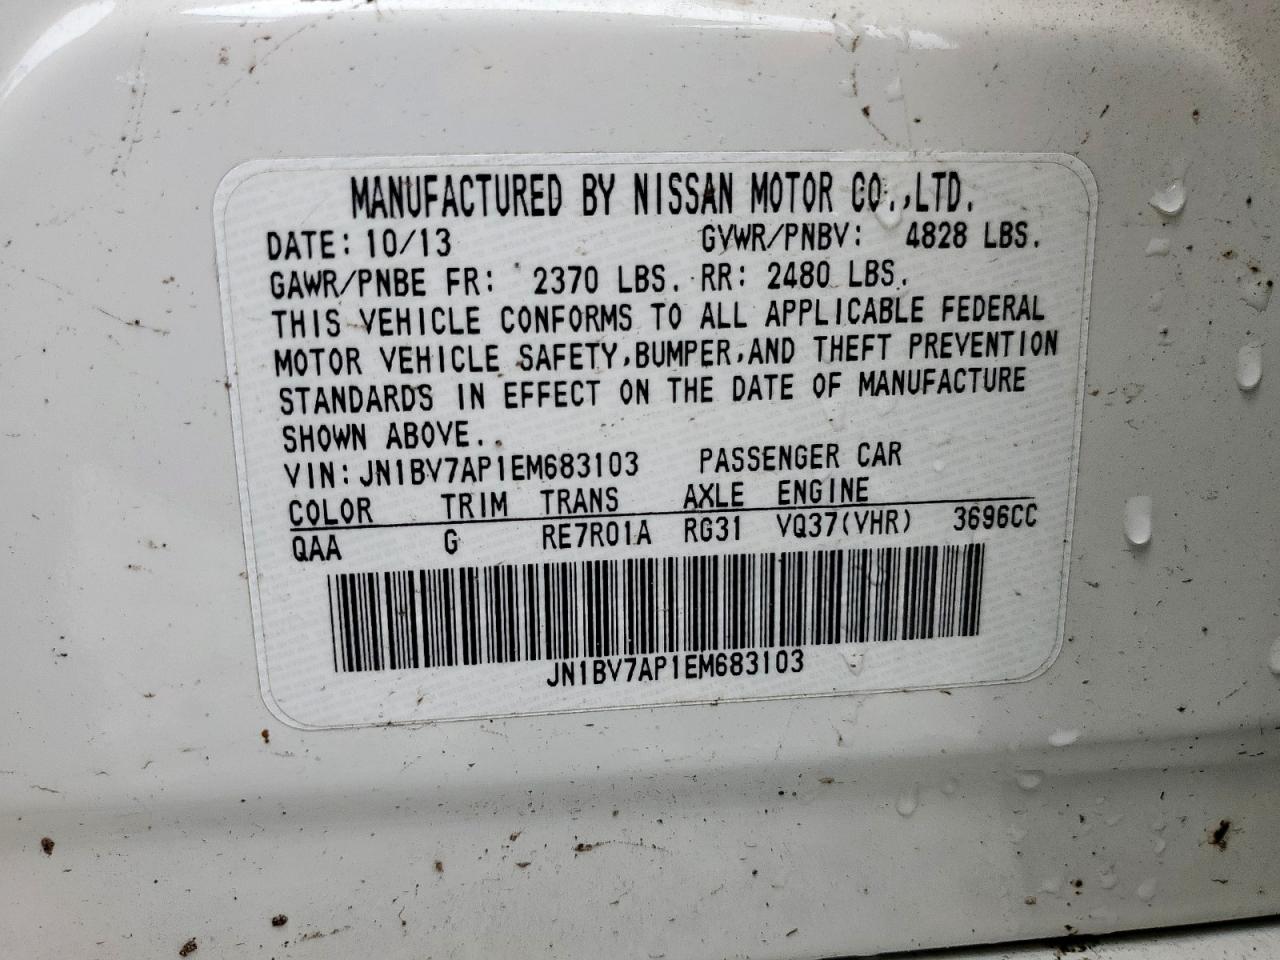 MANUFACTURED BY NISSAN MOTOR CO.,LTD.
DATE: 10/13 GVWR/PNBV: 4828 LBS.
GAWR/PNBE FR: 2370 LBS. RR: 2480 LBS.
THIS VEHICLE CONFORMS TO ALL APPLICABLE FEDERAL
MOTOR VEHICLE SAFETY,BUMPER,AND THEFT PREVENTION
STANDARDS IN EFFECT ON THE DATE OF MANUFACTURE
SHOWN ABOVE.
VIN:JN1BV7AP1EM683103 PASSENGER CAR
COLOR TRIM TRANS AXLE ENGINE
QAA G RE7R01A RG31 VQ37(VHR) 3696CC
JN1BV7AP1EM683103